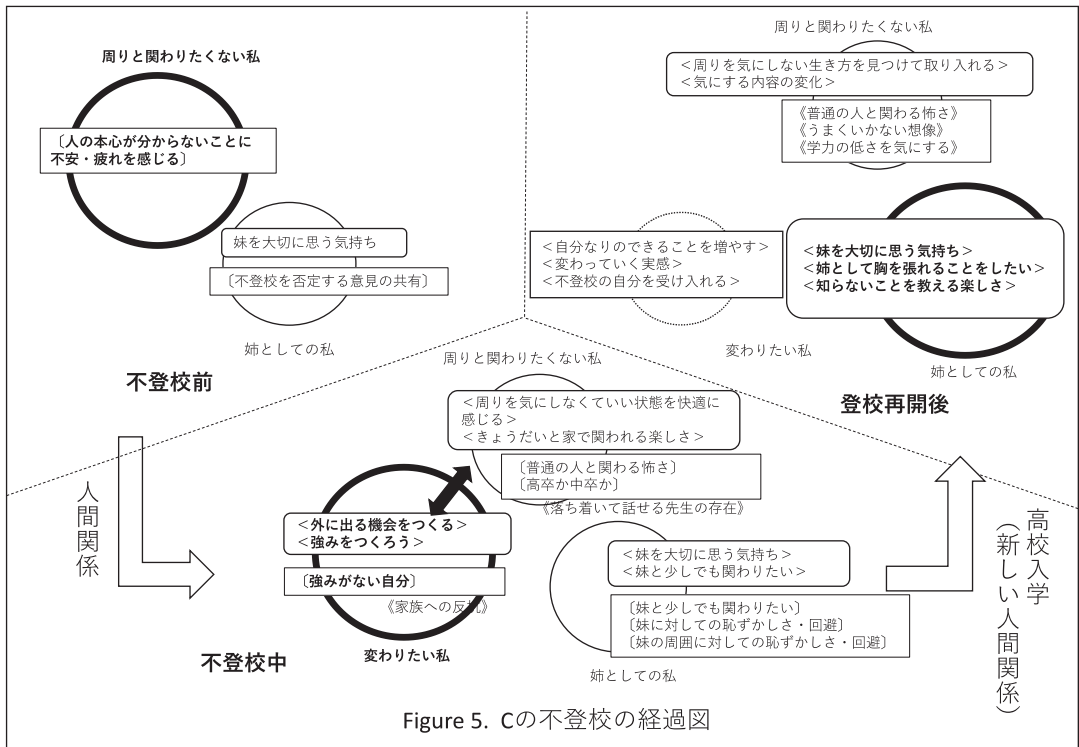 周りと関わりたくない私
〔人の本心が分からないことに
不安・疲れを感じる〕
妹を大切に思う気持ち
〔不登校を否定する意見の共有〕
姉としての私
不登校前
周りと関わりたくない私
＜周りを気にしない生き方を見つけて取り入れる＞
＜気にする内容の変化＞
《普通の人と関わる怖さ》
《うまくいかない想像》
《学力の低さを気にする》
＜自分なりのできることを増やす＞
＜変わっていく実感＞
＜不登校の自分を受け入れる＞
変わりたい私
＜妹を大切に思う気持ち＞
＜姉として胸を張れることをしたい＞
＜知らないことを教える楽しさ＞
姉としての私
登校再開後
人間関係
周りと関わりたくない私
＜周りを気にしなくていい状態を快適に
感じる＞
＜きょうだいと家で関われる楽しさ＞
〔普通の人と関わる怖さ〕
〔高卒か中卒か〕
《落ち着いて話せる先生の存在》
＜外に出る機会をつくる＞
＜強みをつくろう＞
〔強みがない自分〕
《家族への反抗》
変わりたい私
不登校中
＜妹を大切に思う気持ち＞
＜妹と少しでも関わりたい＞
〔妹と少しでも関わりたい〕
〔妹に対しての恥ずかしさ・回避〕
〔妹の周囲に対しての恥ずかしさ・回避〕
姉としての私
高校入学
（新しい人間関係）
Figure 5. Cの不登校の経過図